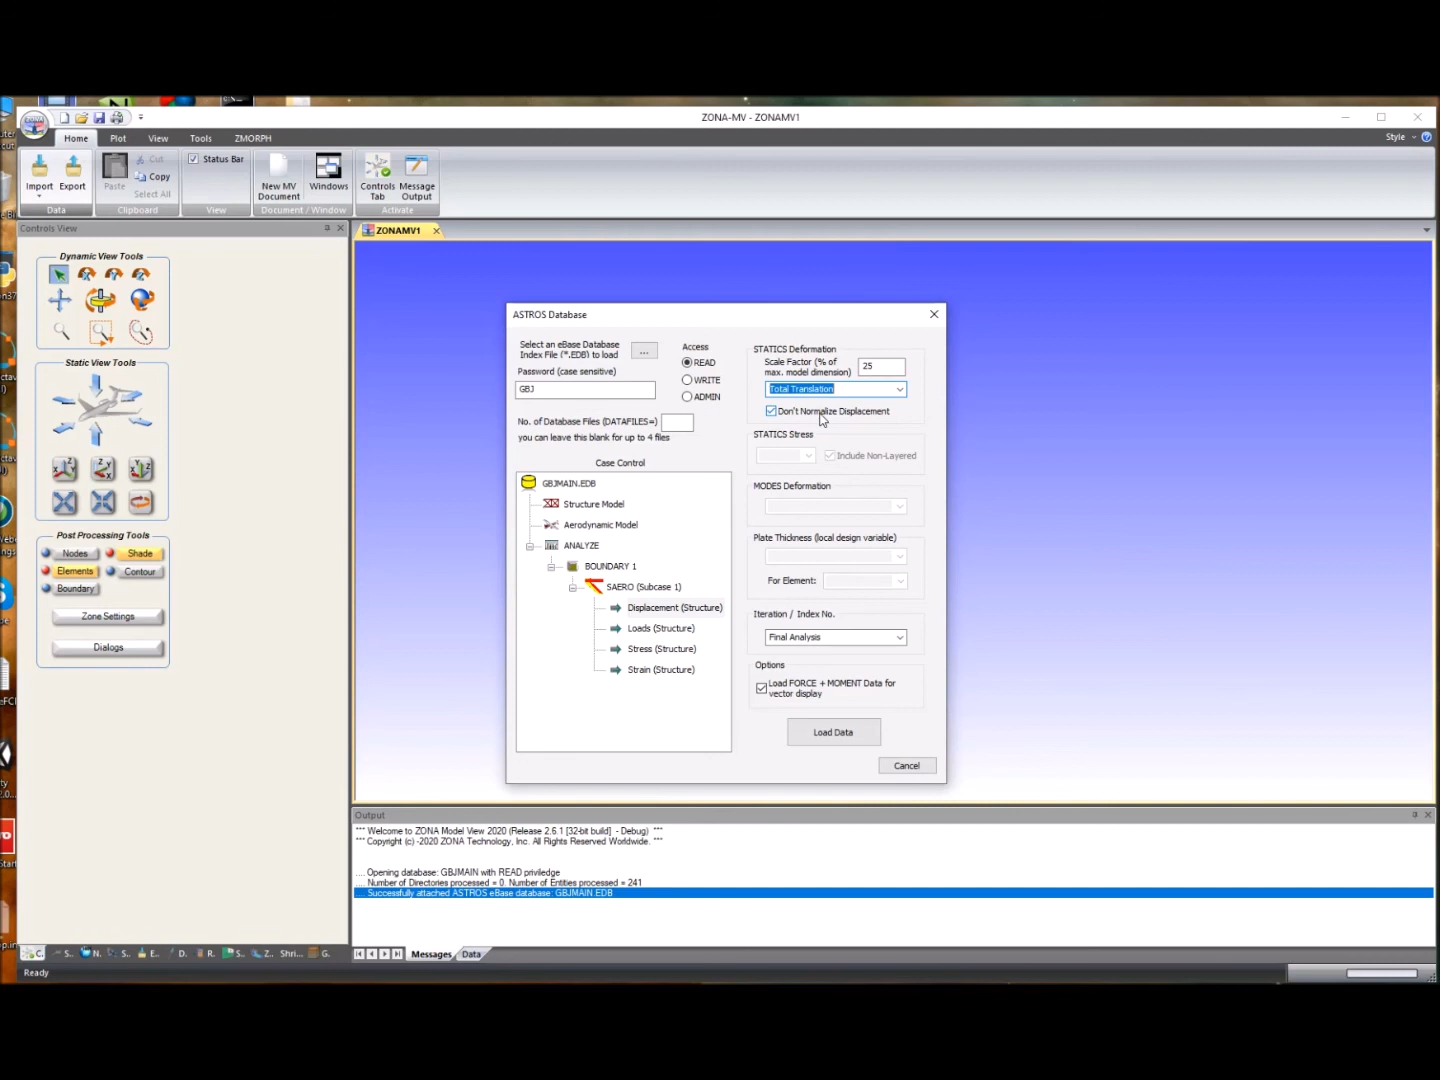 ZONA-MV - ZONAMV1
Home
Plot
View
Tools
ZMORPH
Style
Import
Export
Paste
Cut
Copy
Select All
Status Bar
New MV
Document
Windows
Controls
Tab
Message
Output
Data
Clipboard
View
Document / Window
Activate
Controls View
ZONAMV1
Dynamic View Tools
Static View Tools
Post Processing Tools
Nodes
Shade
Elements
Contour
Boundary
Zone Settings
Dialogs
ASTROS Database
Select an eBase Database
Index File (*.EDB) to load
...
Password (case sensitive)
GBJ
Access
READ
WRITE
ADMIN
No. of Database Files (DATAFILES=)
you can leave this blank for up to 4 files
Case Control
GBJMAIN.EDB
Structure Model
Aerodynamic Model
ANALYZE
BOUNDARY 1
SAERO (Subcase 1)
Displacement (Structure)
Loads (Structure)
Stress (Structure)
Strain (Structure)
STATICS Deformation
Scale Factor (% of
max. model dimension)
25
Total Translation
Don't Normalize Displacement
STATICS Stress
Include Non-Layered
MODES Deformation
Plate Thickness (local design variable)
For Element:
Iteration / Index No.
Final Analysis
Options
Load FORCE + MOMENT Data for
vector display
Load Data
Cancel
Output
*** Welcome to ZONA Model View 2020 (Release 2.6.1 [32-bit build] - Debug) ***
*** Copyright (c) -2020 ZONA Technology, Inc. All Rights Reserved Worldwide. ***
.... Opening database: GBJMAIN with READ priviledge
.... Number of Directories processed = 0. Number of Entities processed = 241
.... Successfully attached ASTROS eBase database: GBJMAIN.EDB
C.
S..
N.
S..
E..
D.
R.
S..
Z..
Shri...
G.
Messages
Data
Ready